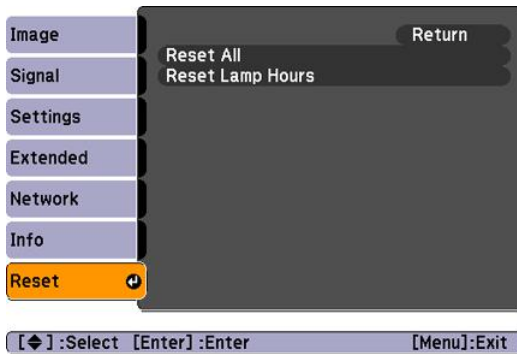 Image
Signal
Settings
Extended
Network
Info
Reset
Return
Reset All
Reset Lamp Hours
[◆] :Select [Enter] :Enter [Menu]:Exit